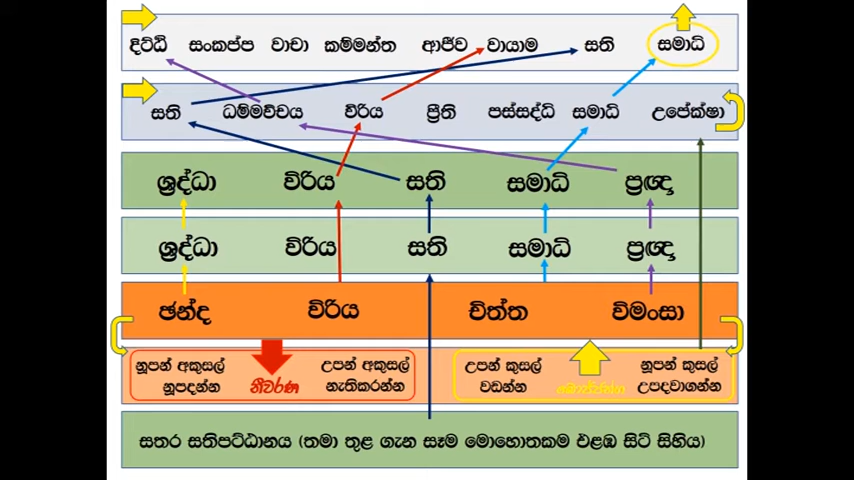 දිට්ඨි සංකප්ප වාචා කම්මන්ත ආජීව වායාම සති සමාධි
සති ධම්මවිචය විරිය ප්‍රීති පස්සද්ධි සමාධි උපේක්ෂා
ශ්‍රද්ධා විරිය සති සමාධි ප්‍රඥා
ශ්‍රද්ධා විරිය සති සමාධි ප්‍රඥා
ඡන්ද විරිය චිත්ත විමංසා
නූපන් අකුසල් උපන් අකුසල් උපන් කුසල් නූපන් කුසල්
නූපදන්න නීවරණ නැතිකරන්න වඩන්න උපදවාගන්න
සතර සතිපට්ඨානය (තමා තුළ ගැන සෑම මොහොතකම එළඹ සිටි සිහිය)